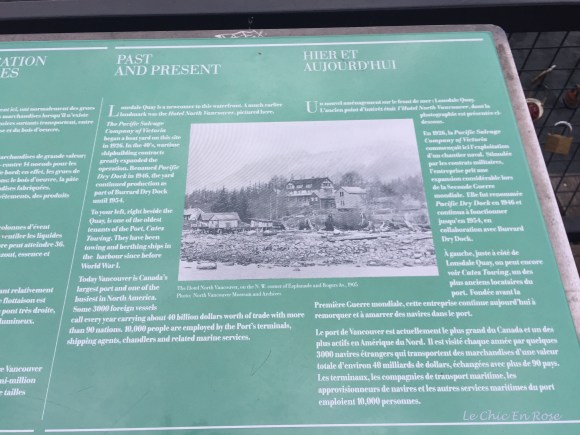 CATION
ES
PAST
AND PRESENT
HIER ET
AUJOURD'HUI
Lonsdale Quay is a newcomer to this waterfront. A much earlier
landmark was the Hotel North Vancouver, pictured here.
The Pacific Salvage
Company of Victoria
began a boat yard on this site
in 1926. In the 40's, wartime
shipbuilding contracts
greatly expanded the
operation. Renamed Pacific
Dry Dock in 1946, the yard
continued production as
part of Burrard Dry Dock
until 1954.
To your left, right beside the
Quay, is one of the oldest
tenants of the Port, Cates
Towing. They have been
towing and berthing ships in
the harbour since before
World War I.
Today Vancouver is Canada's
largest port and one of the
busiest in North America.
Some 3000 foreign vessels
call every year carrying about 40 billion dollars worth of trade with more
than 90 nations. 10,000 people are employed by the Port's terminals,
shipping agents, chandlers and related marine services.
The Hotel North Vancouver, on the N.W. corner of Esplanade and Rogers St., 1905
Photo: North Vancouver Museum and Archives
Un nouvel aménagement sur le front de mer : Lonsdale Quay.
L'ancien point d'intérêt était l'Hotel North Vancouver, dont la
photographie est présentée ci-
dessous.
En 1926, la Pacific Salvage
Company of Victoria
commençait ici l'exploitation
d'un chantier naval. Stimulée
par les contrats militaires,
l'entreprise prit une
expansion considérable lors
de la Seconde Guerre
mondiale. Elle fut renommée
Pacific Dry Dock en 1946 et
continua à fonctionner
jusqu'en 1954, en
collaboration avec Burrard
Dry Dock.
À gauche, juste à côté de
Lonsdale Quay, on peut encore
voir Cates Towing, un des
plus anciens locataires du
port. Fondée avant la
Première Guerre mondiale, cette entreprise continue aujourd'hui à
remorquer et à amarrer des navires dans le port.
Le port de Vancouver est actuellement le plus grand du Canada et un des
plus actifs en Amérique du Nord. Il est visité chaque année par quelques
3000 navires étrangers qui transportent des marchandises d'une valeur
totale d'environ 40 milliards de dollars, échangées avec plus de 90 pays.
Les terminaux, les compagnies de transport maritime, les
approvisionneurs de navires et les autres services maritimes du port
emploient 10,000 personnes.
Le Chic En Rose